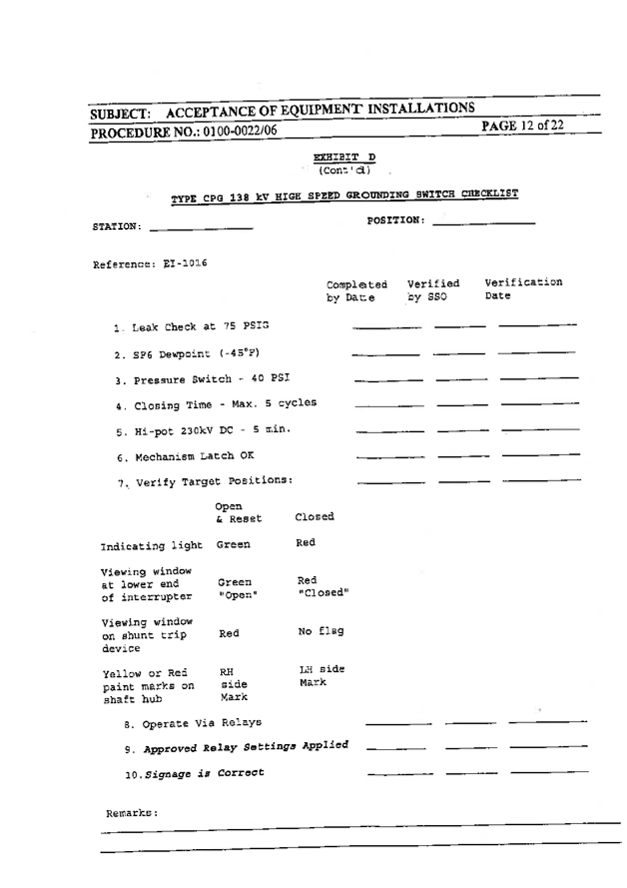 SUBJECT: ACCEPTANCE OF EQUIPMENT INSTALLATIONS
PROCEDURE NO.: 0100-0022/06 PAGE 12 of 22
EXHIBIT D
(Cont'd)
TYPE CPG 138 kV HIGH SPEED GROUNDING SWITCH CHECKLIST
STATION: POSITION:
Reference: EI-1016
Completed Verified Verification
by Date by SSO Date
1. Leak Check at 75 PSIG
2. SF6 Dewpoint (-45°F)
3. Pressure Switch - 40 PSI
4. Closing Time - Max. 5 cycles
5. Hi-pot 230kV DC - 5 min.
6. Mechanism Latch OK
7. Verify Target Positions:
Open
& Reset Closed
Indicating light Green Red
Viewing window
at lower end Green Red
of interrupter "Open" "Closed"
Viewing window
on shunt trip Red No flag
device
Yellow or Red RH LH side
paint marks on side Mark
shaft hub Mark
8. Operate Via Relays
9. Approved Relay Settings Applied
10. Signage is Correct
Remarks: